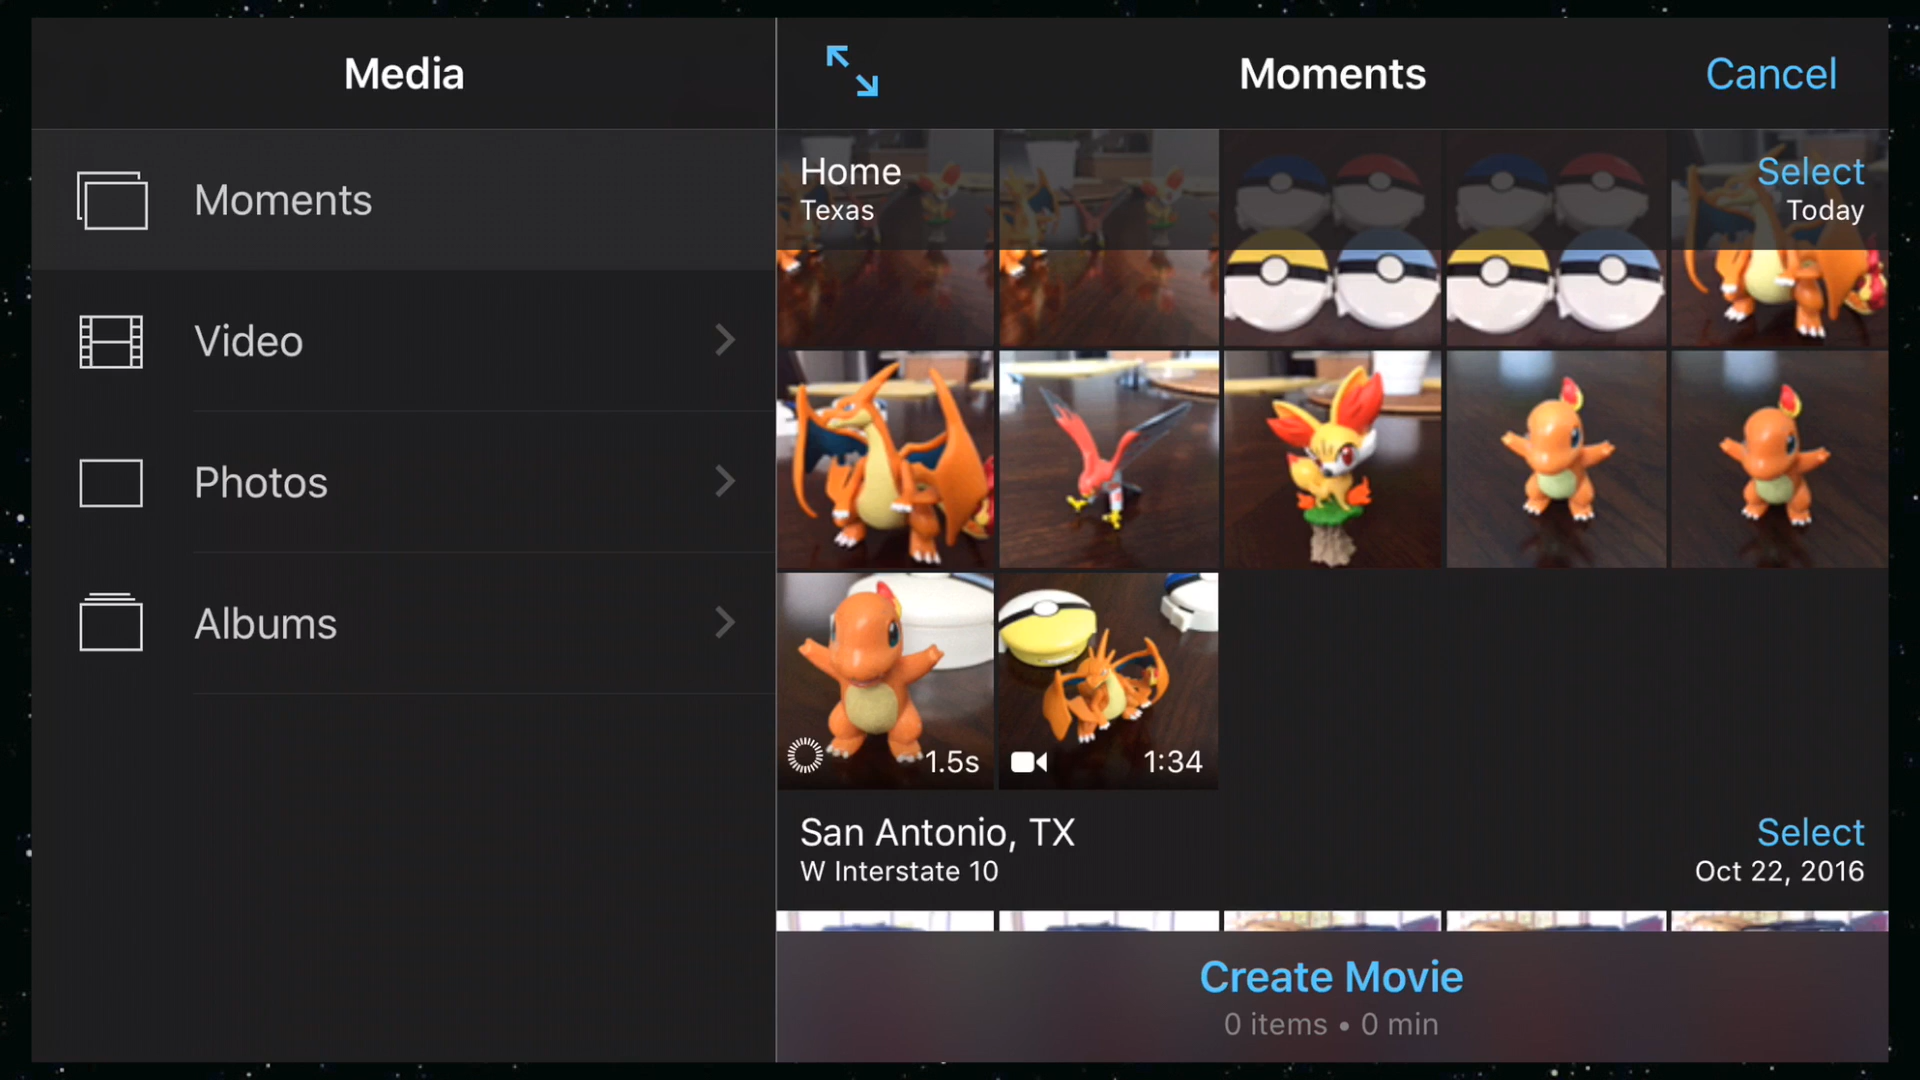 Media
Moments
Video
Photos
Albums
Moments
Cancel
Home
Texas
Select
Today
1.5s
1:34
San Antonio, TX
W Interstate 10
Select
Oct 22, 2016
Create Movie
0 items • 0 min